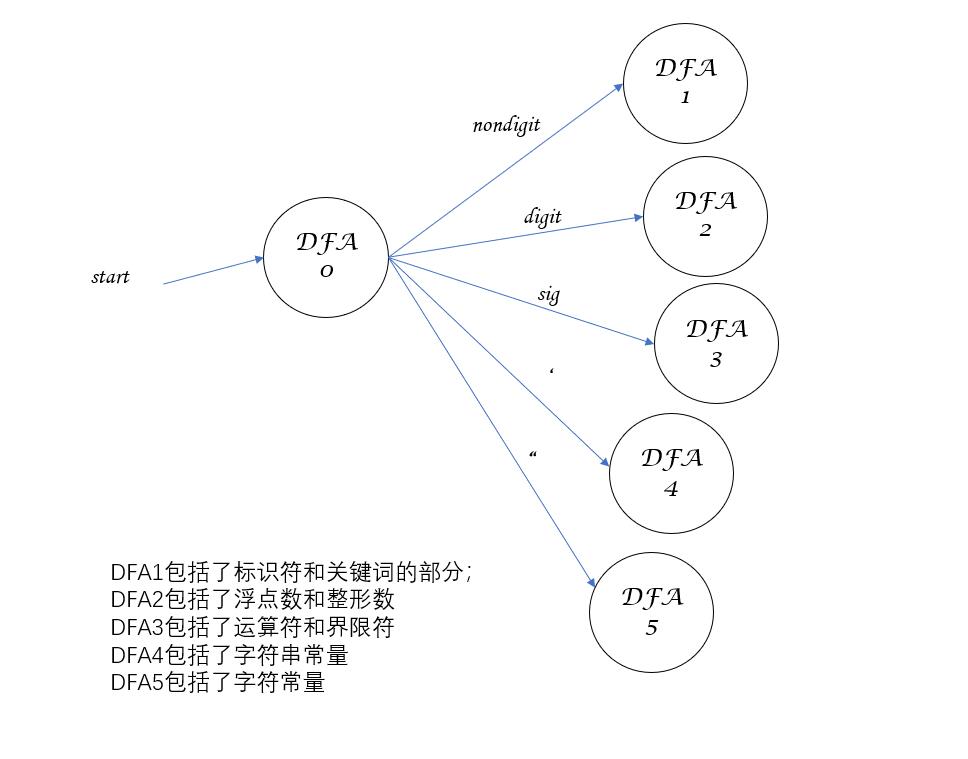 DFA
1
nondigit
DFA
2
digit
DFA
0
start
sig
DFA
3
‘
DFA
4
“
DFA
5
DFA1包括了标识符和关键词的部分；
DFA2包括了浮点数和整形数
DFA3包括了运算符和界限符
DFA4包括了字符串常量
DFA5包括了字符常量